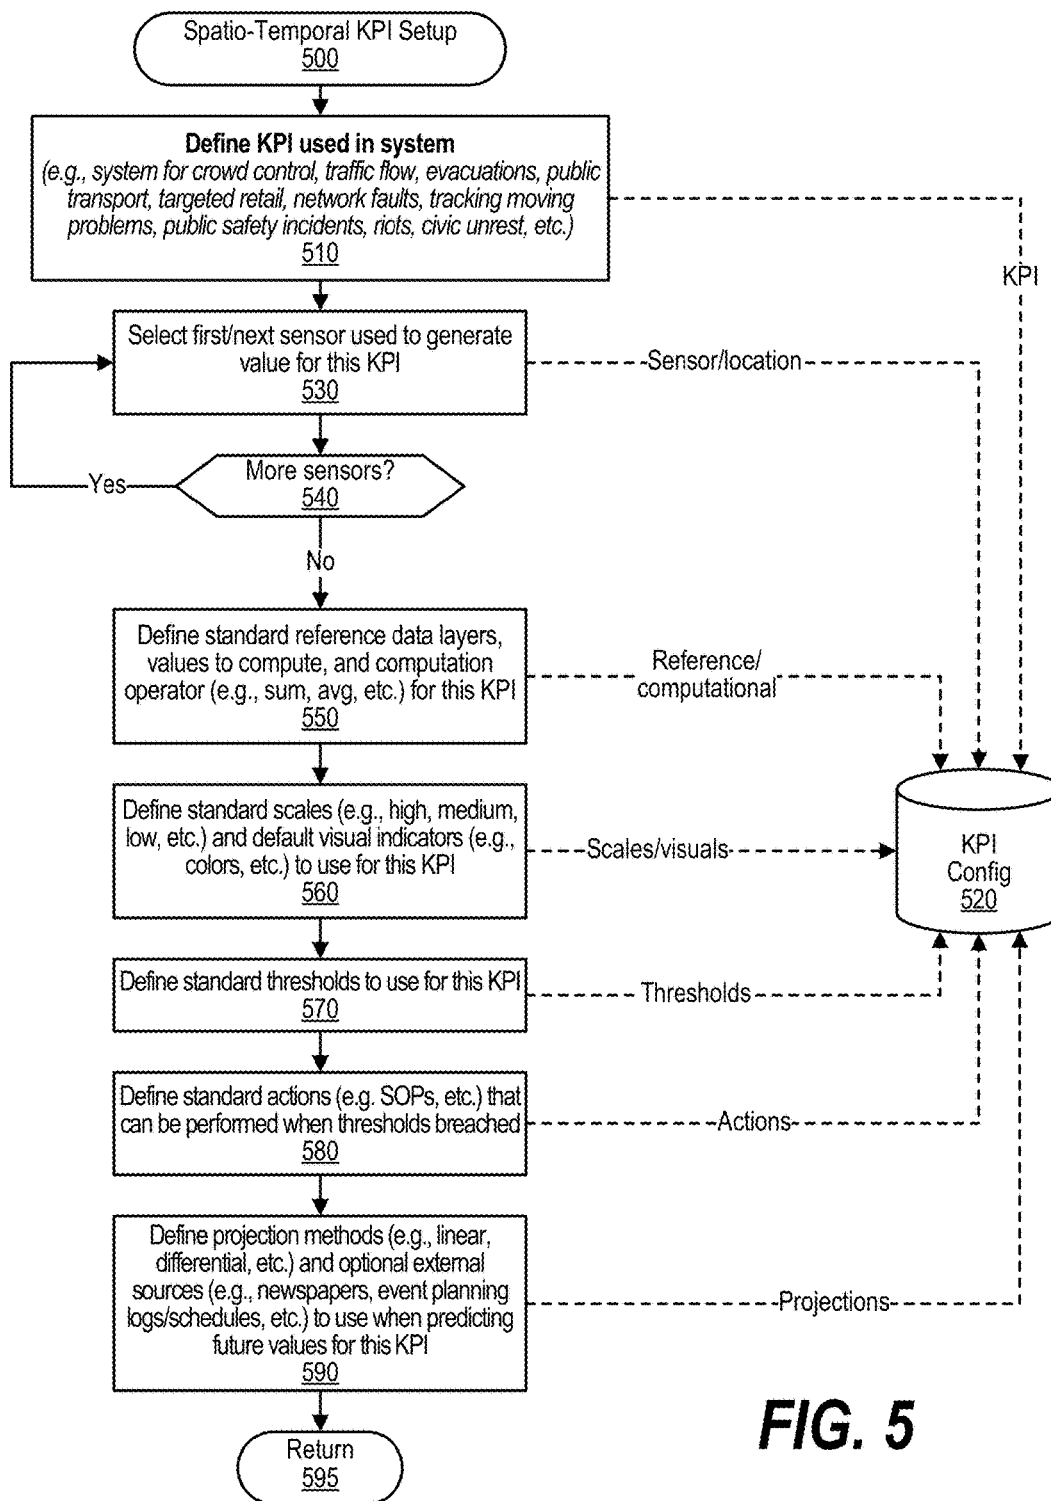 Spatio-Temporal KPI Setup
500
Define KPI used in system
(e.g., system for crowd control, traffic flow, evacuations, public
transport, targeted retail, network faults, tracking moving
problems, public safety incidents, riots, civic unrest, etc.)
510
KPI
Select first/next sensor used to generate
value for this KPI
530
Sensor/location
More sensors?
540
Yes
No
Define standard reference data layers,
values to compute, and computation
operator (e.g., sum, avg, etc.) for this KPI
550
Reference/
computational
Define standard scales (e.g., high, medium,
low, etc.) and default visual indicators (e.g.,
colors, etc.) to use for this KPI
560
Scales/visuals
KPI
Config
520
Define standard thresholds to use for this KPI
570
Thresholds
Define standard actions (e.g. SOPs, etc.) that
can be performed when thresholds breached
580
Actions
Define projection methods (e.g., linear,
differential, etc.) and optional external
sources (e.g., newspapers, event planning
logs/schedules, etc.) to use when predicting
future values for this KPI
590
Projections
Return
595
FIG. 5